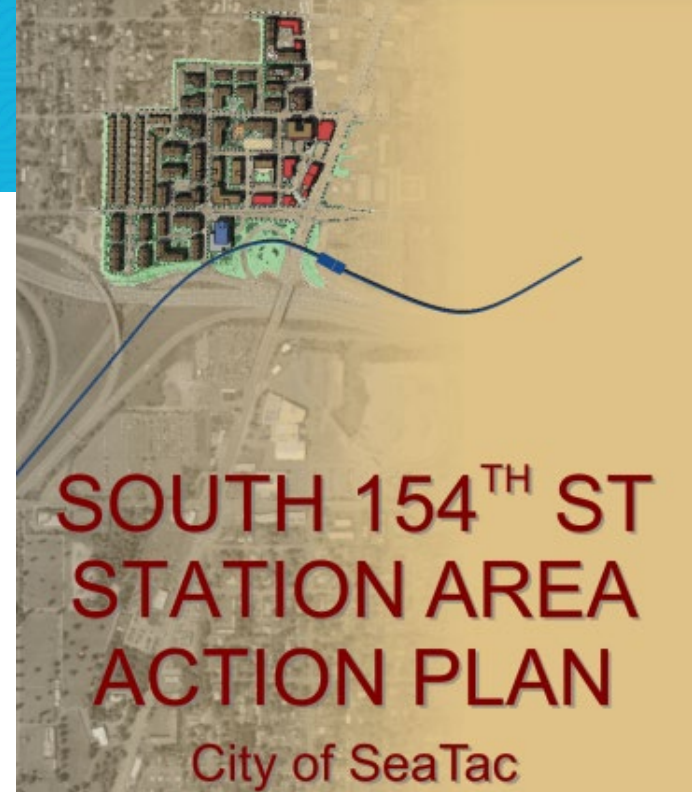 SOUTH 154TH ST
STATION AREA
ACTION PLAN
City of SeaTac